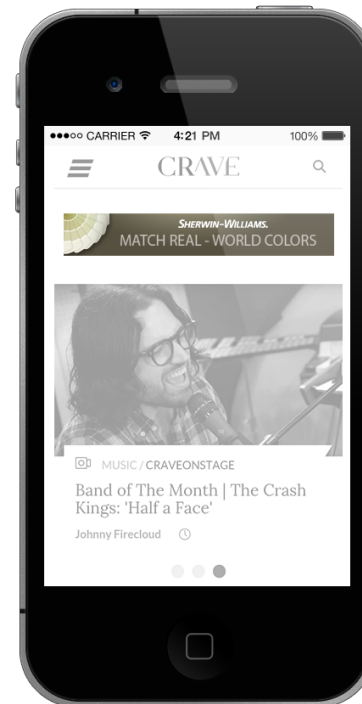 CARRIER 4:21 PM 100%
CRAVE
SHERWIN-WILLIAMS.
MATCH REAL - WORLD COLORS
MUSIC / CRAVEONSTAGE
Band of The Month | The Crash
Kings: 'Half a Face'
Johnny Firecloud